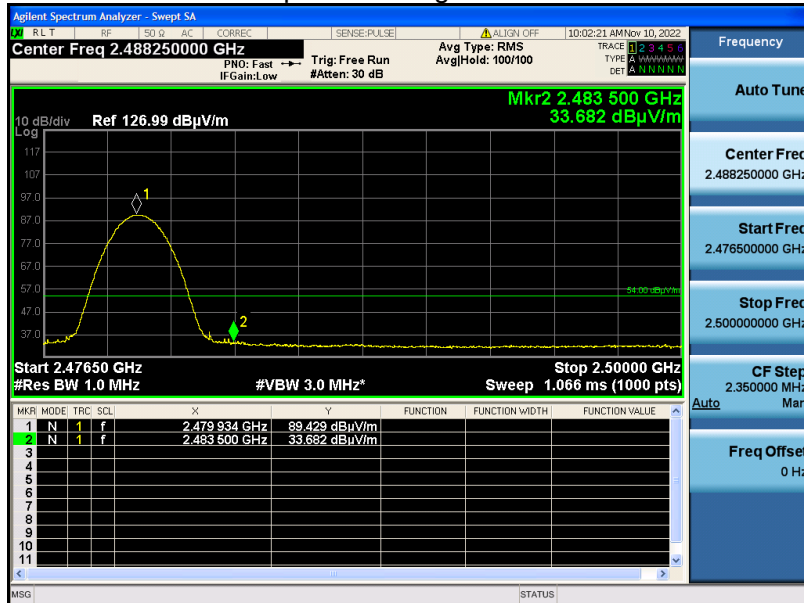 Agilent Spectrum Analyzer - Swept SA
LXI RLT RF 50 Ω AC CORREC SENSE:PULSE ALIGN OFF 10:02:21 AM Nov 10, 2022
Center Freq 2.488250000 GHz
PNO: Fast
IFGain:Low
Trig: Free Run
#Atten: 30 dB
Avg Type: RMS
Avg|Hold: 100/100
TRACE 1 2 3 4 5 6
TYPE A WWWWW
DET A N N N N N
Frequency
Mkr2 2.483 500 GHz
33.682 dBµV/m
10 dB/div Ref 126.99 dBµV/m
Log
117
107
97.0
87.0
77.0
67.0
57.0
47.0
37.0
1
2
54.00 dBµV/m
Start 2.47650 GHz Stop 2.50000 GHz
#Res BW 1.0 MHz #VBW 3.0 MHz* Sweep 1.066 ms (1000 pts)
MKR MODE TRC SCL X Y FUNCTION FUNCTION WIDTH FUNCTION VALUE
1 N 1 f 2.479 934 GHz 89.429 dBµV/m
2 N 1 f 2.483 500 GHz 33.682 dBµV/m
3
4
5
6
7
8
9
10
11
MSG STATUS
Auto Tune
Center Freq
2.488250000 GHz
Start Freq
2.476500000 GHz
Stop Freq
2.500000000 GHz
CF Step
2.350000 MHz
Auto Man
Freq Offset
0 Hz